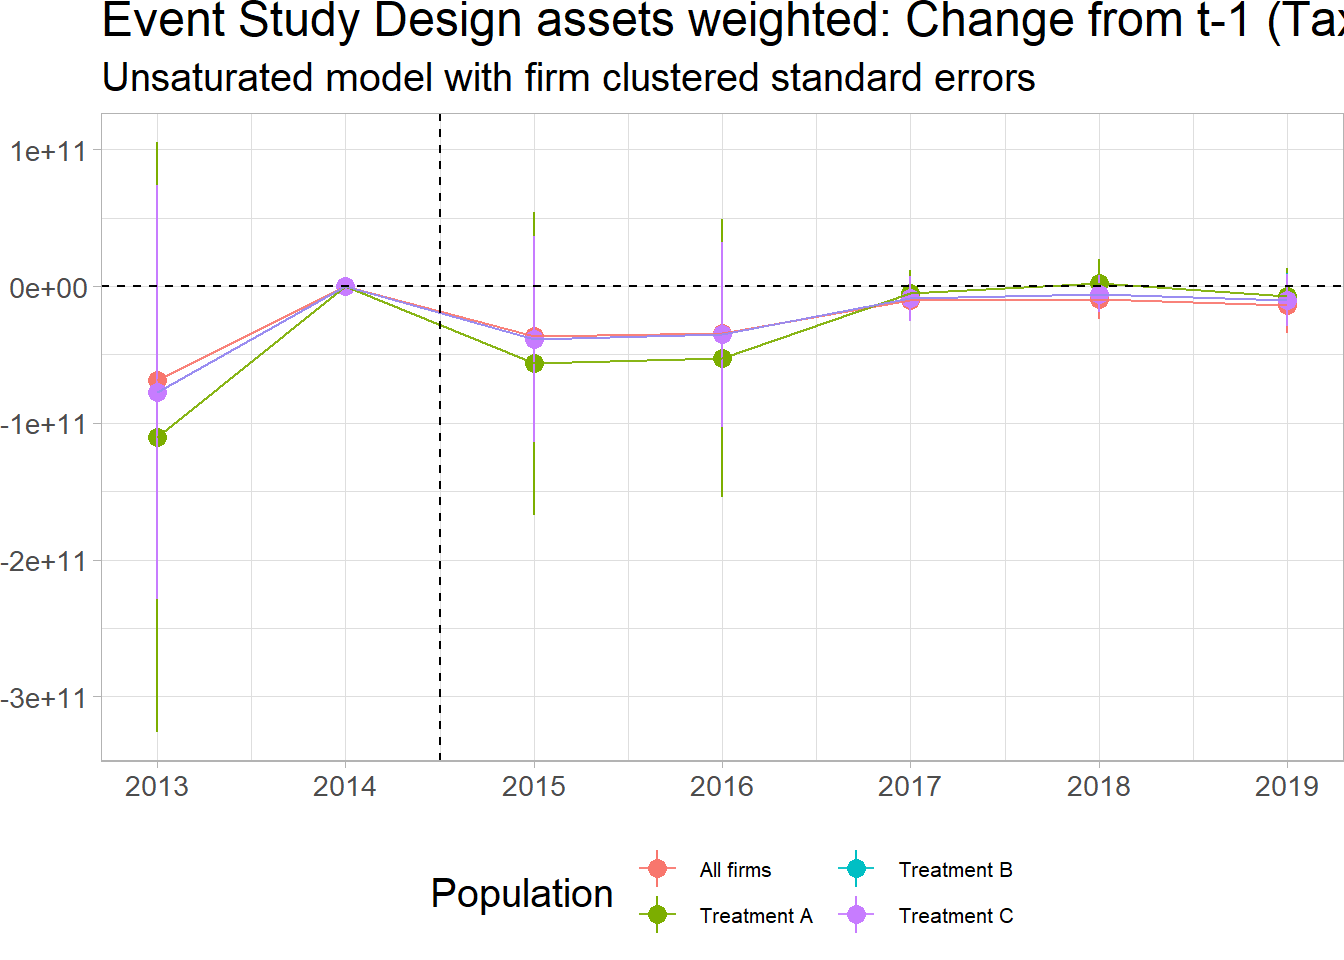 Event Study Design assets weighted: Change from t-1 (Tax
Unsaturated model with firm clustered standard errors
1e+11
0e+00
-1e+11
-2e+11
-3e+11
2013 2014 2015 2016 2017 2018 2019
Population
All firms
Treatment A
Treatment B
Treatment C